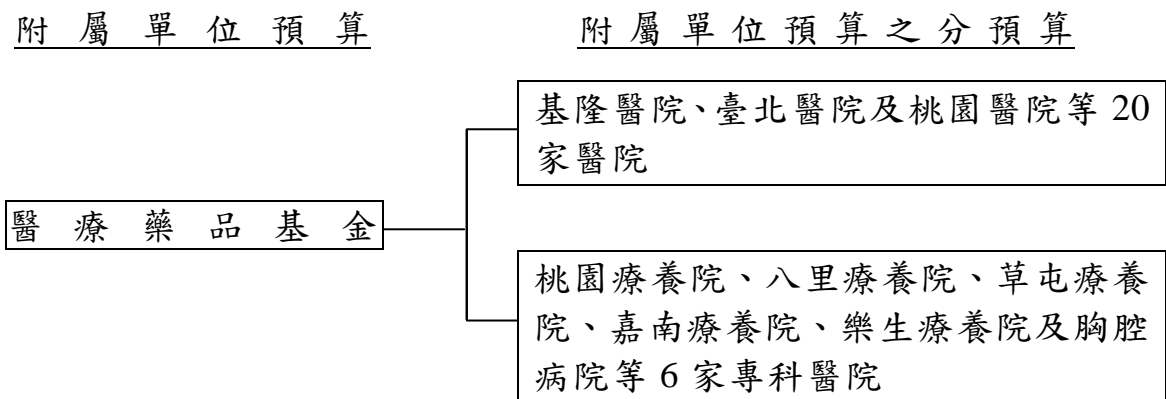 附屬單位預算
附屬單位預算之分預算
基隆醫院、臺北醫院及桃園醫院等 20
家醫院
醫療藥品基金
桃園療養院、八里療養院、草屯療養
院、嘉南療養院、樂生療養院及胸腔
病院等 6 家專科醫院